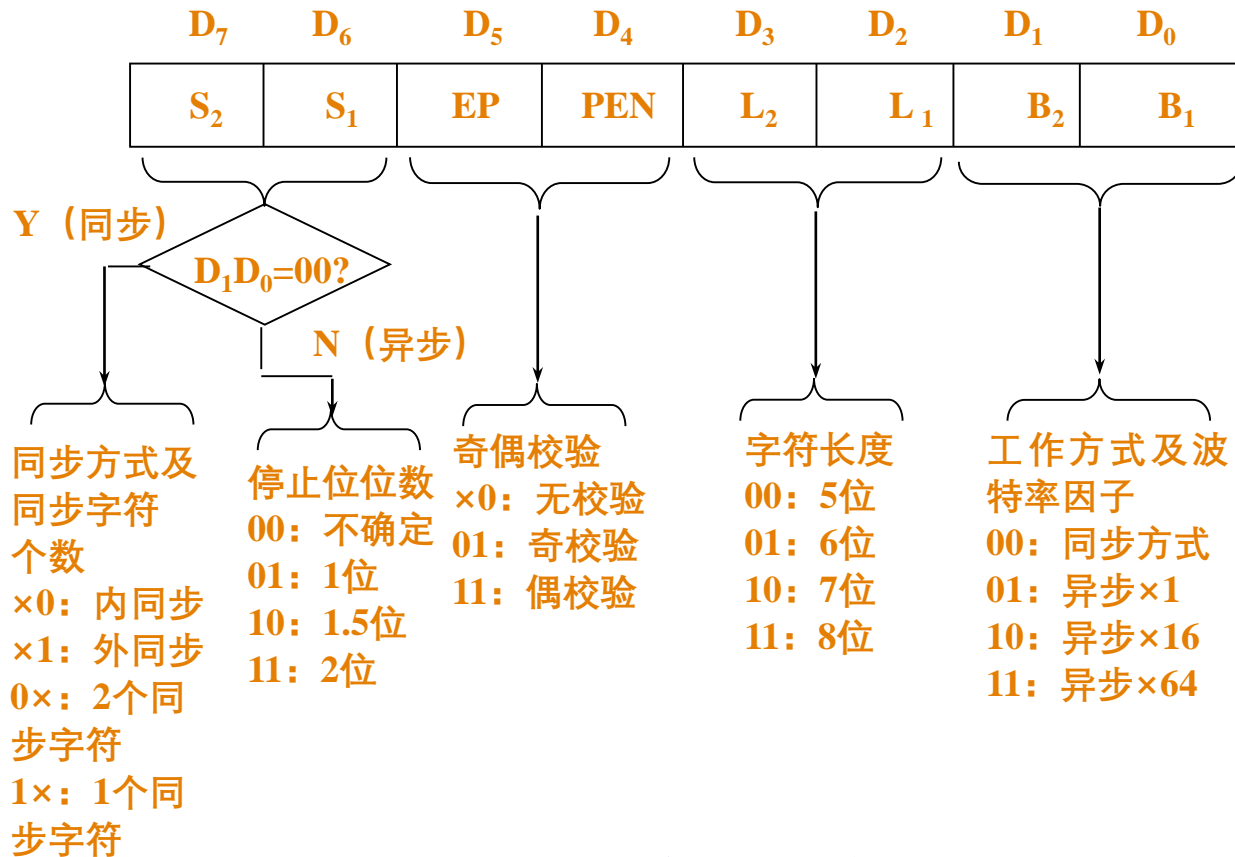 D₇ D₆ D₅ D₄ D₃ D₂ D₁ D₀
S₂ S₁ EP PEN L₂ L₁ B₂ B₁
Y（同步）
D₁D₀=00?
N（异步）
同步方式及
同步字符
个数
×0：内同步
×1：外同步
0×：2个同
步字符
1×：1个同
步字符
停止位位数
00：不确定
01：1位
10：1.5位
11：2位
奇偶校验
×0：无校验
01：奇校验
11：偶校验
字符长度
00：5位
01：6位
10：7位
11：8位
工作方式及波
特率因子
00：同步方式
01：异步×1
10：异步×16
11：异步×64